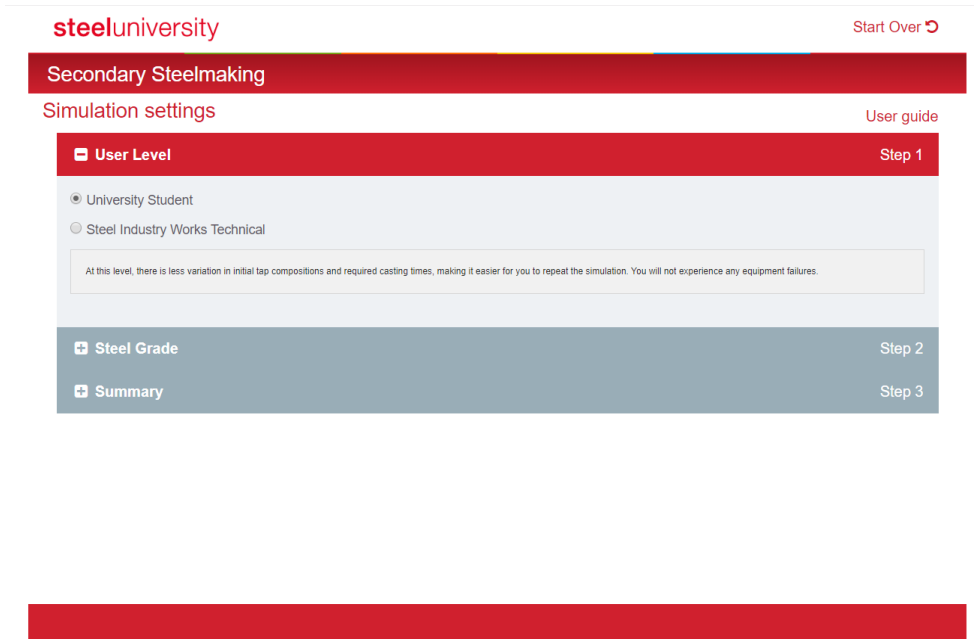 steeluniversity
Start Over
Secondary Steelmaking
Simulation settings
User guide
User Level
Step 1
University Student
Steel Industry Works Technical
At this level, there is less variation in initial tap compositions and required casting times, making it easier for you to repeat the simulation. You will not experience any equipment failures.
Steel Grade
Step 2
Summary
Step 3